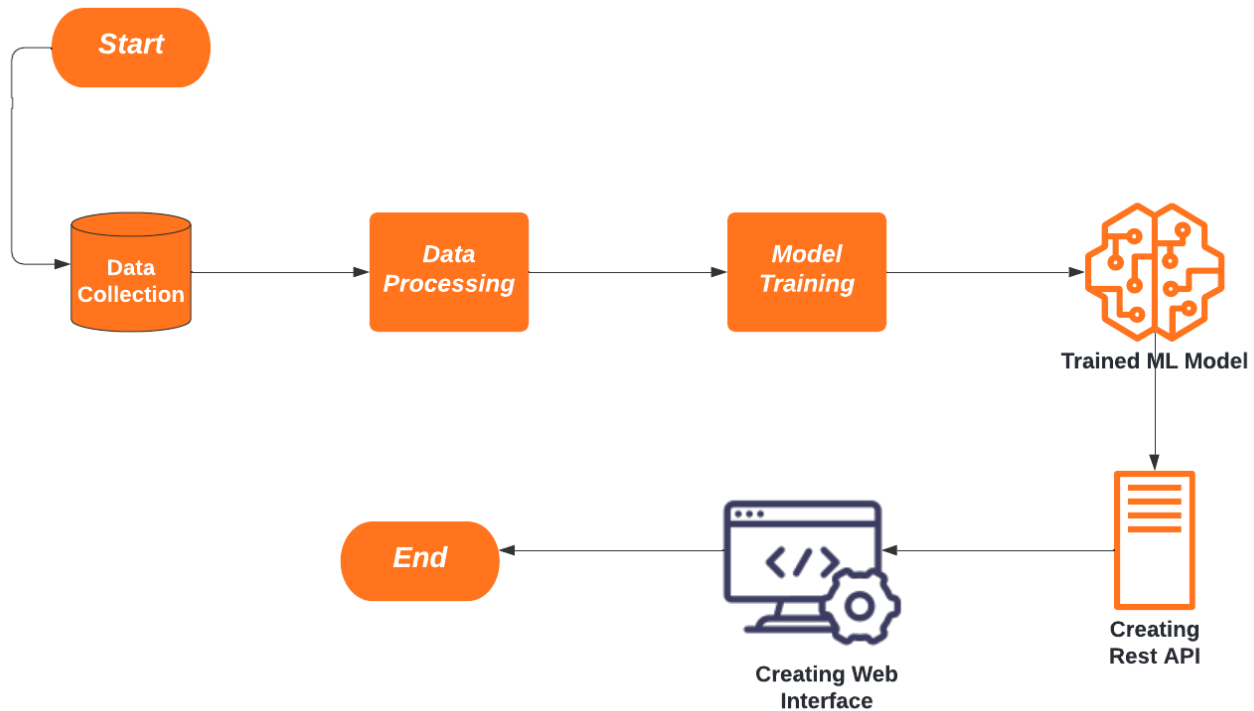 Start
Data
Collection
Data
Processing
Model
Training
Trained ML Model
Creating
Rest API
Creating Web
Interface
</>
End